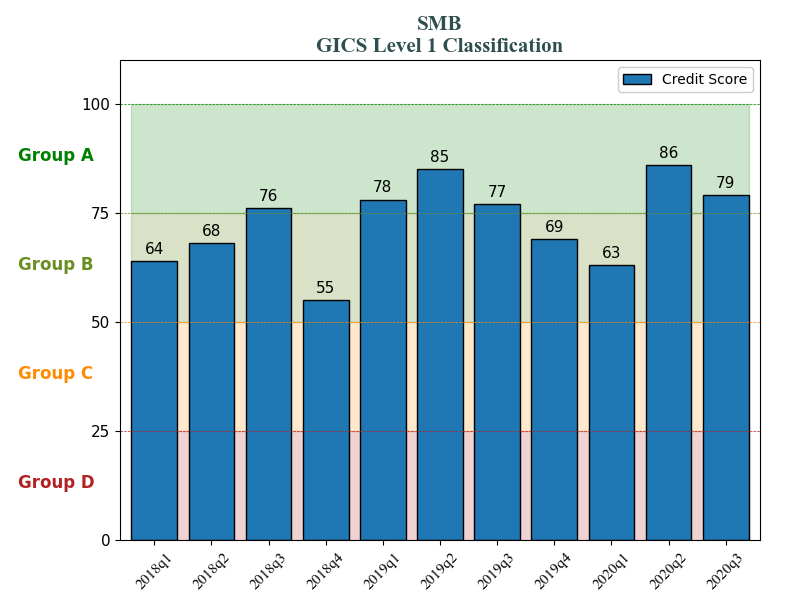 SMB
GICS Level 1 Classification
Credit Score
100
Group A
86
85
79
78
77
76
75
69
68
64
63
Group B
55
50
Group C
25
Group D
0
2018q1 2018q2 2018q3 2018q4 2019q1 2019q2 2019q3 2019q4 2020q1 2020q2 2020q3